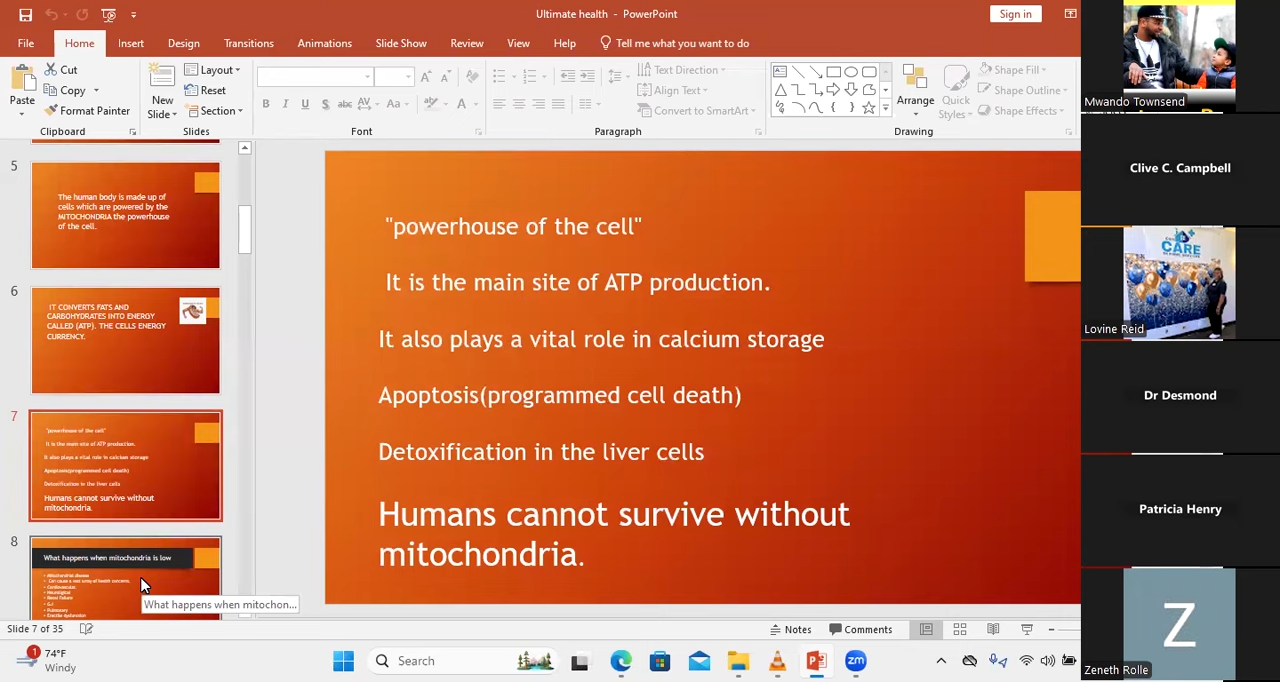 Ultimate health - PowerPoint
Sign in
File Home Insert Design Transitions Animations Slide Show Review View Help Tell me what you want to do
Paste
Cut
Copy
Format Painter
Clipboard
New Slide
Layout
Reset
Section
Slides
B I U S abc AV Aa A
Font
Text Direction
Align Text
Convert to SmartArt
Paragraph
Arrange
Quick Styles
Shape Fill
Shape Outline
Shape Effects
Drawing
5
The human body is made up of
cells which are powered by the
MITOCHONDRIA the powerhouse
of the cell.
6
IT CONVERTS FATS AND
CARBOHYDRATES INTO ENERGY
CALLED (ATP). THE CELLS ENERGY
CURRENCY.
7
"powerhouse of the cell"
It is the main site of ATP production.
It also plays a vital role in calcium storage
Apoptosis(programmed cell death)
Detoxification in the liver cells
Humans cannot survive without
mitochondria.
8
What happens when mitochondria is low
What happens when mitochon...
"powerhouse of the cell"
It is the main site of ATP production.
It also plays a vital role in calcium storage
Apoptosis(programmed cell death)
Detoxification in the liver cells
Humans cannot survive without
mitochondria.
Slide 7 of 35
Notes
Comments
1
74°F
Windy
Search
zm
Mwando Townsend
Clive C. Campbell
CARE
Lovine Reid
Dr Desmond
Patricia Henry
Z
Zeneth Rolle